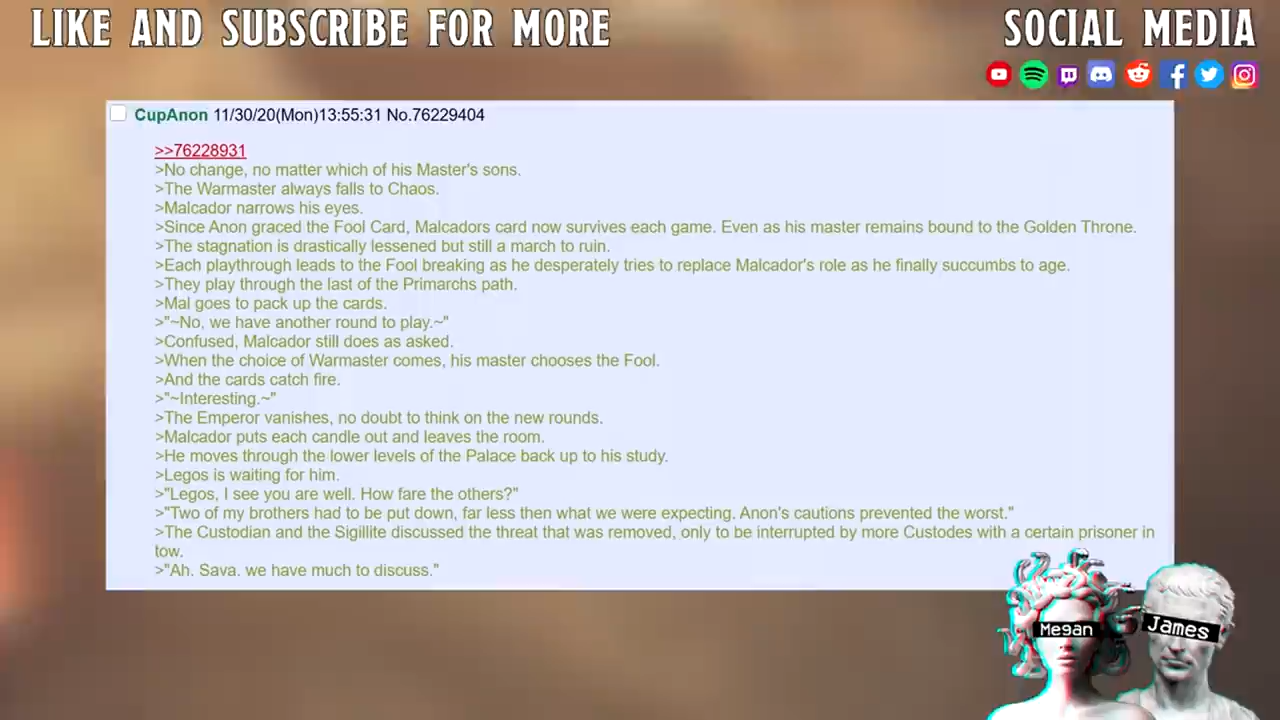 LIKE AND SUBSCRIBE FOR MORE
SOCIAL MEDIA
CupAnon 11/30/20(Mon)13:55:31 No.76229404
>>76228931
>No change, no matter which of his Master's sons.
>The Warmaster always falls to Chaos.
>Malcador narrows his eyes.
>Since Anon graced the Fool Card, Malcadors card now survives each game. Even as his master remains bound to the Golden Throne.
>The stagnation is drastically lessened but still a march to ruin.
>Each playthrough leads to the Fool breaking as he desperately tries to replace Malcador's role as he finally succumbs to age.
>They play through the last of the Primarchs path.
>Mal goes to pack up the cards.
>"~No, we have another round to play.~"
>Confused, Malcador still does as asked.
>When the choice of Warmaster comes, his master chooses the Fool.
>And the cards catch fire.
>"~Interesting.~"
>The Emperor vanishes, no doubt to think on the new rounds.
>Malcador puts each candle out and leaves the room.
>He moves through the lower levels of the Palace back up to his study.
>Legos is waiting for him.
>"Legos, I see you are well. How fare the others?"
>"Two of my brothers had to be put down, far less then what we were expecting. Anon's cautions prevented the worst."
>The Custodian and the Sigillite discussed the threat that was removed, only to be interrupted by more Custodes with a certain prisoner in
tow.
>"Ah. Sava. we have much to discuss."
Megan
James